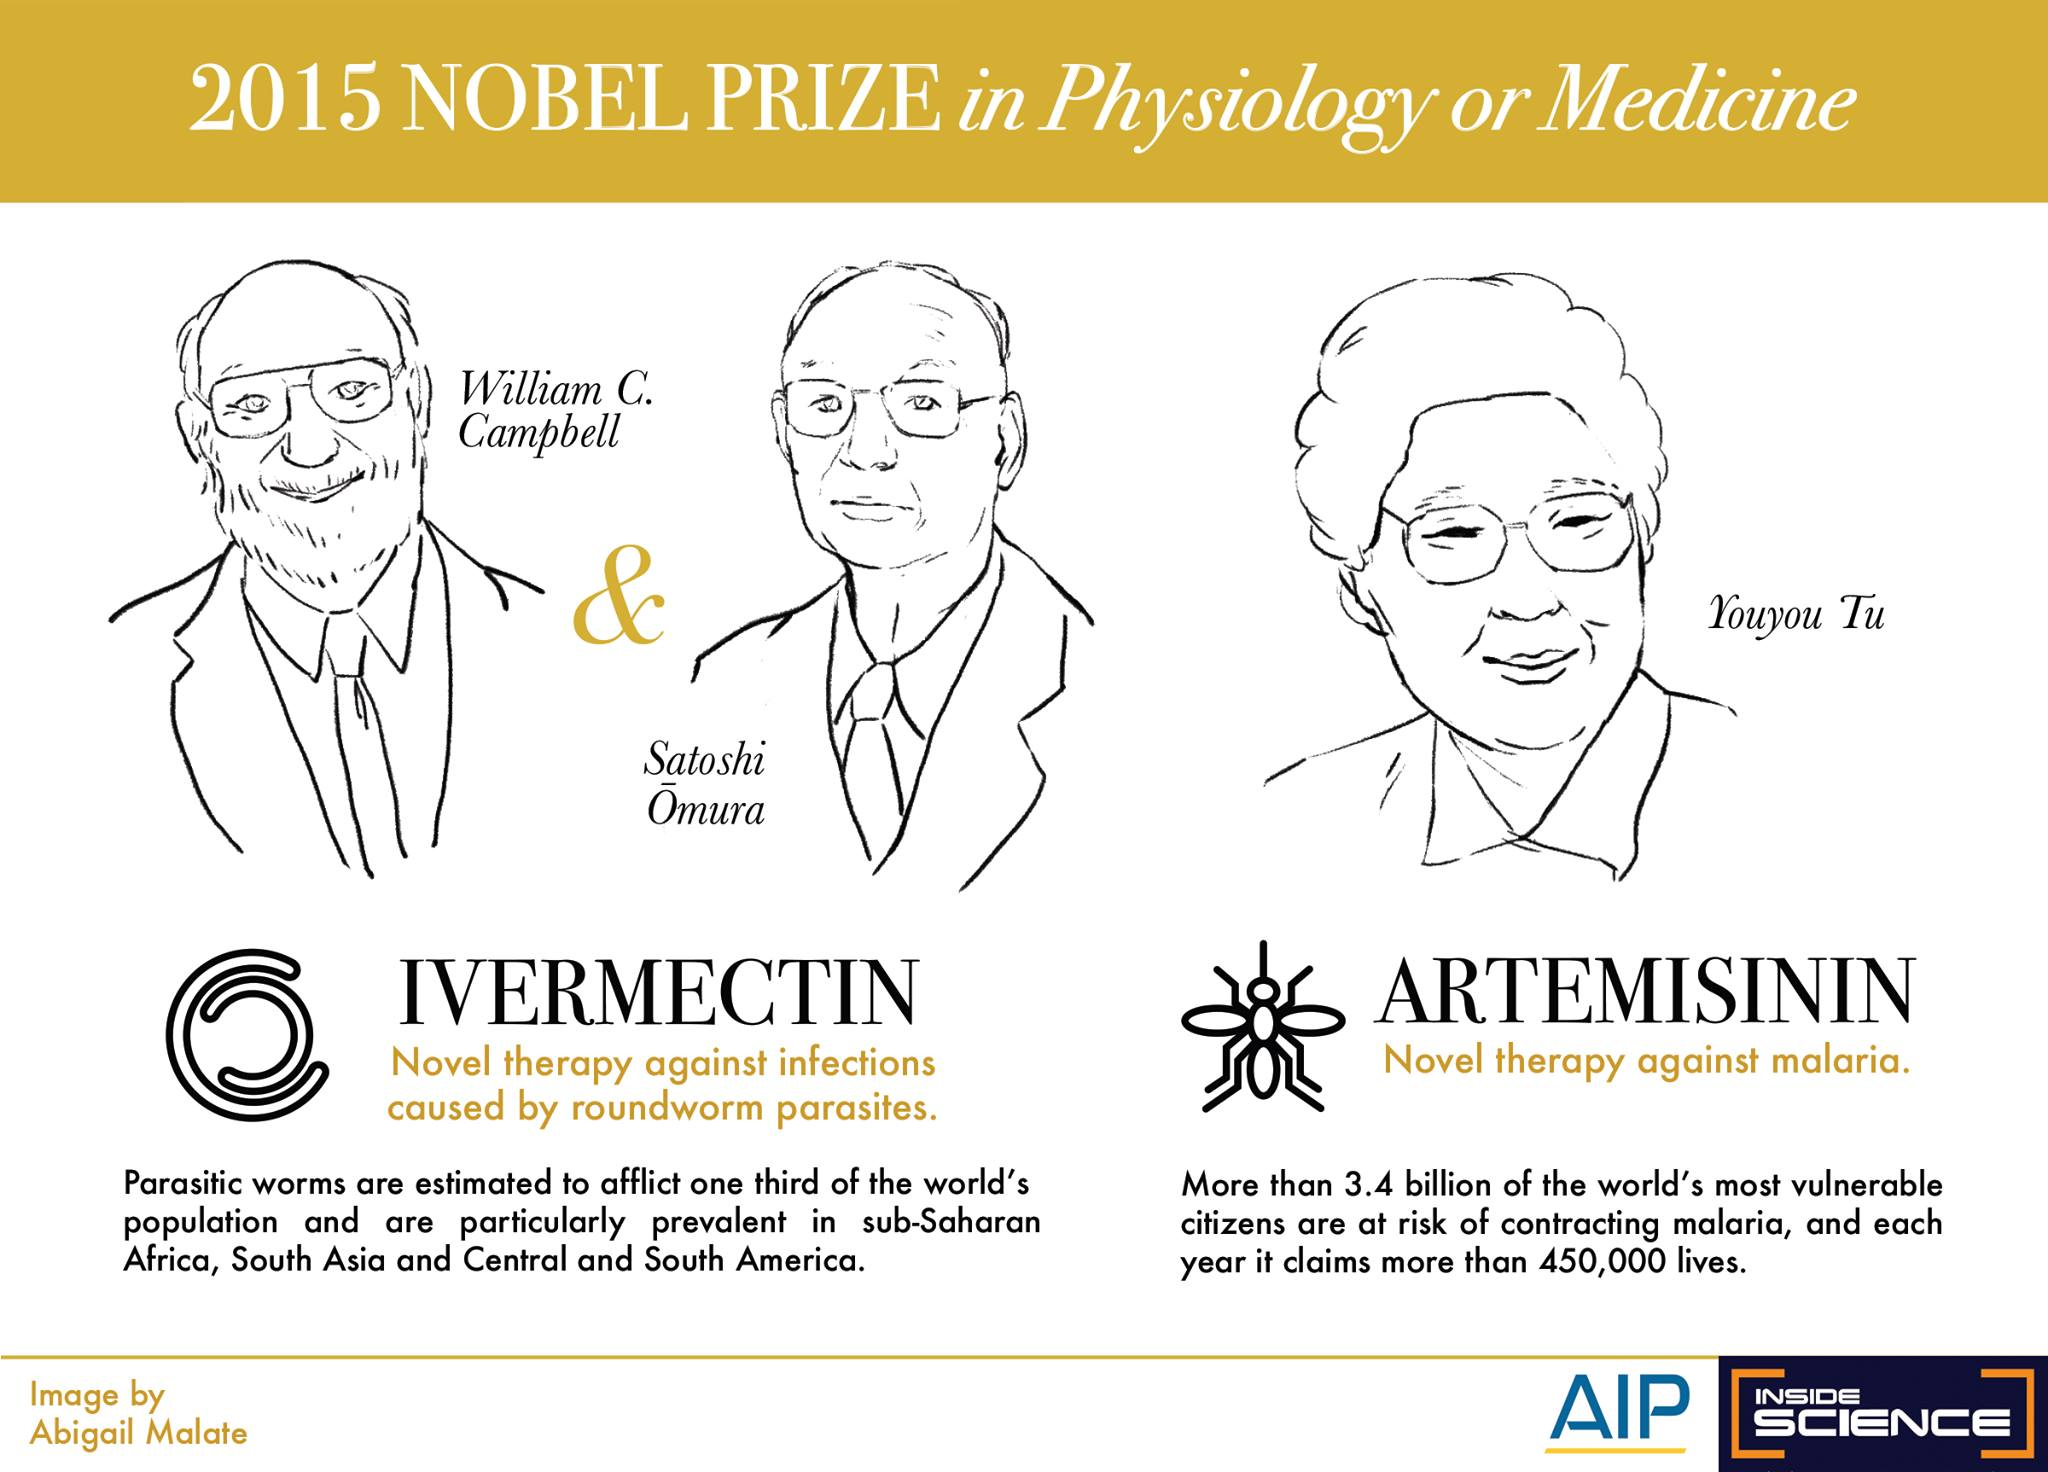 2015 NOBEL PRIZE in Physiology or Medicine
William C.
Campbell
&
Satoshi
Ōmura
Youyou Tu
IVERMECTIN
Novel therapy against infections
caused by roundworm parasites.
Parasitic worms are estimated to afflict one third of the world's
population and are particularly prevalent in sub-Saharan
Africa, South Asia and Central and South America.
ARTEMISININ
Novel therapy against malaria.
More than 3.4 billion of the world's most vulnerable
citizens are at risk of contracting malaria, and each
year it claims more than 450,000 lives.
Image by
Abigail Malate
AIP
INSIDE
SCIENCE